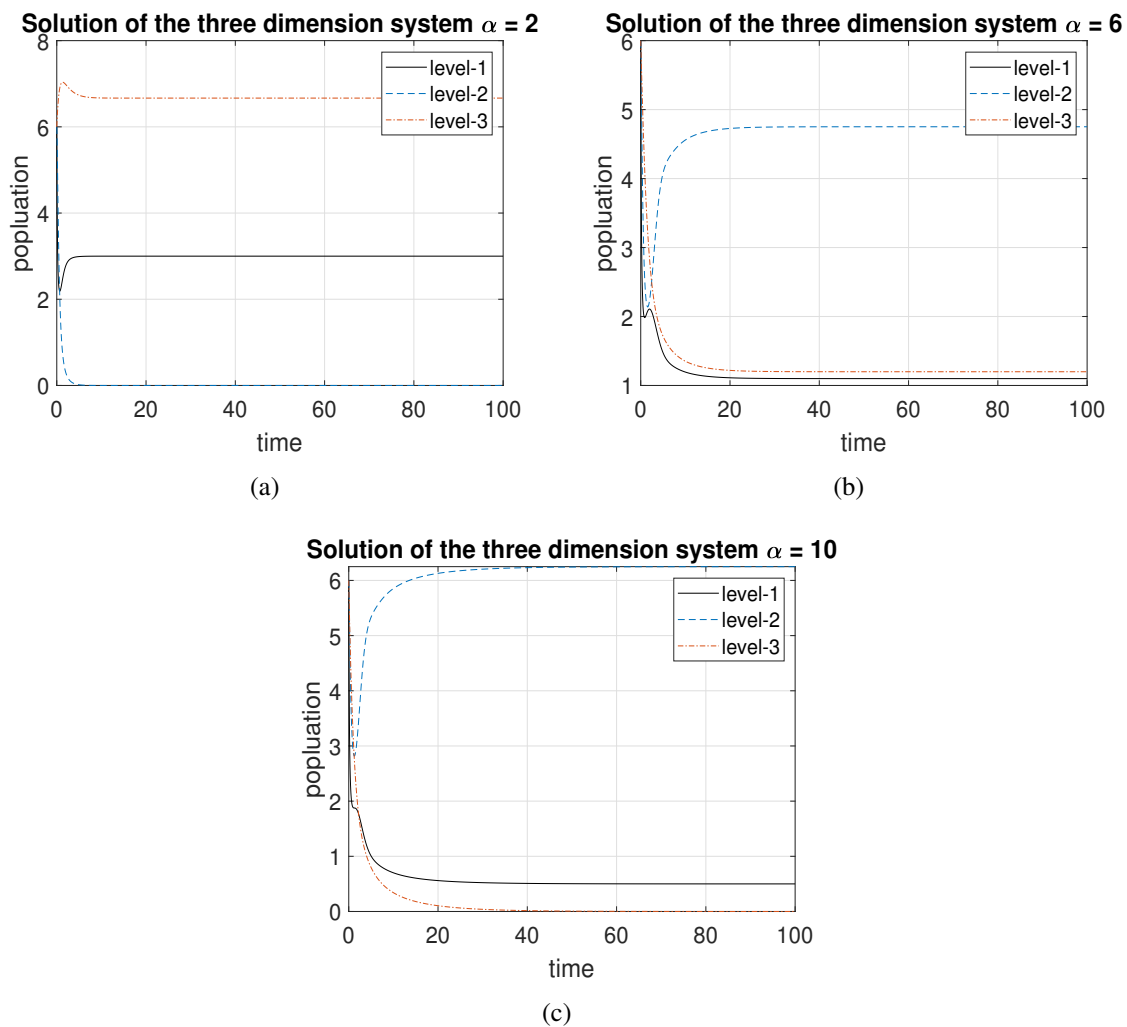 Solution of the three dimension system α = 2
8
6
4
2
0
popluation
level-1
level-2
level-3
0 20 40 60 80 100
time
(a)
Solution of the three dimension system α = 6
6
5
4
3
2
1
popluation
level-1
level-2
level-3
0 20 40 60 80 100
time
(b)
Solution of the three dimension system α = 10
6
5
4
3
2
1
0
popluation
level-1
level-2
level-3
0 20 40 60 80 100
time
(c)